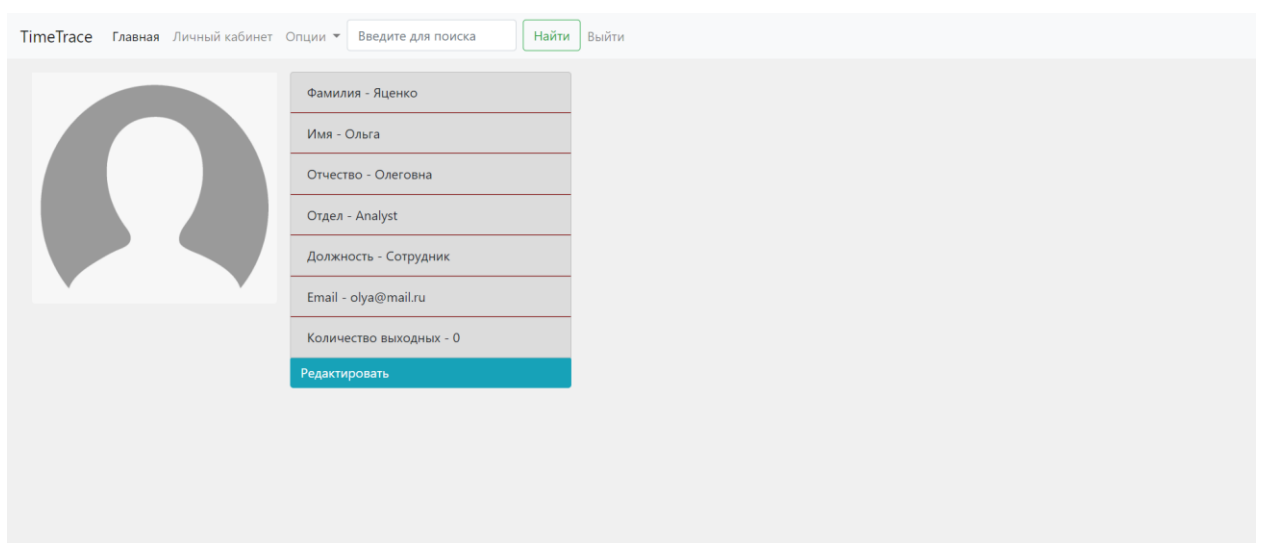 TimeTrace Главная Личный кабинет Опции Введите для поиска Найти Выйти
Фамилия - Яценко
Имя - Ольга
Отчество - Олеговна
Отдел - Analyst
Должность - Сотрудник
Email - olya@mail.ru
Количество выходных - 0
Редактировать